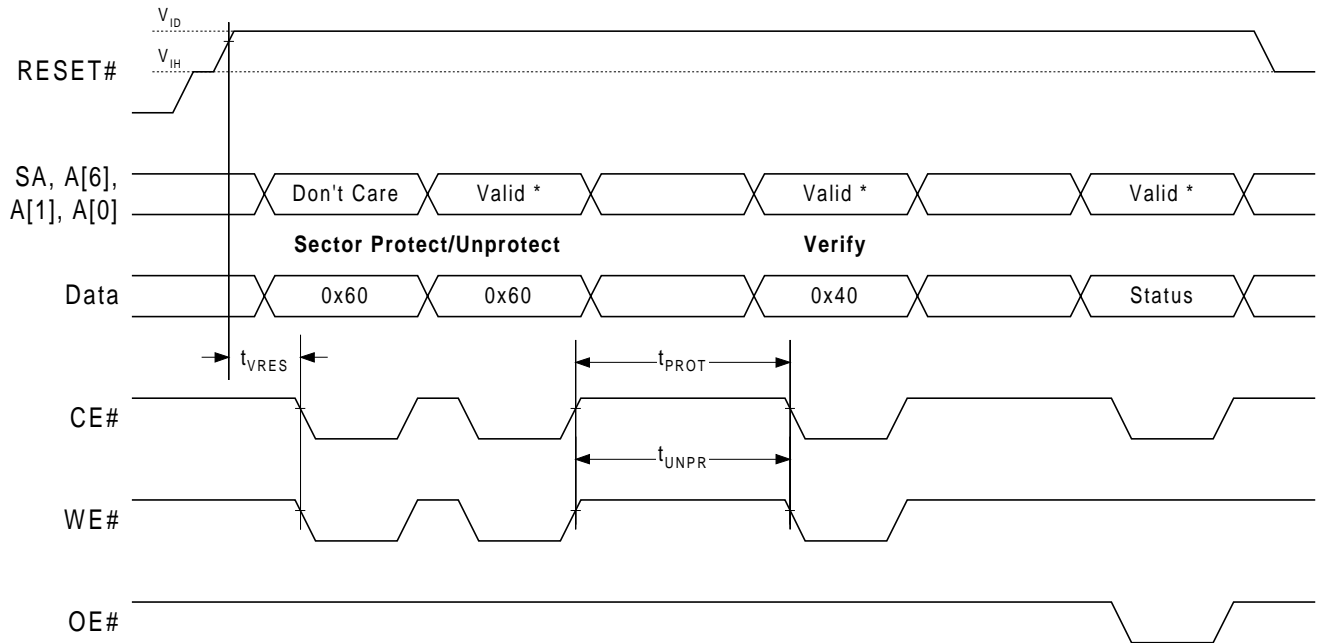 V_ID
V_IH
RESET#
SA, A[6],
A[1], A[0]
Don't Care
Valid *
Valid *
Valid *
Sector Protect/Unprotect
Verify
Data
0x60
0x60
0x40
Status
t_VRES
t_PROT
CE#
t_UNPR
WE#
OE#